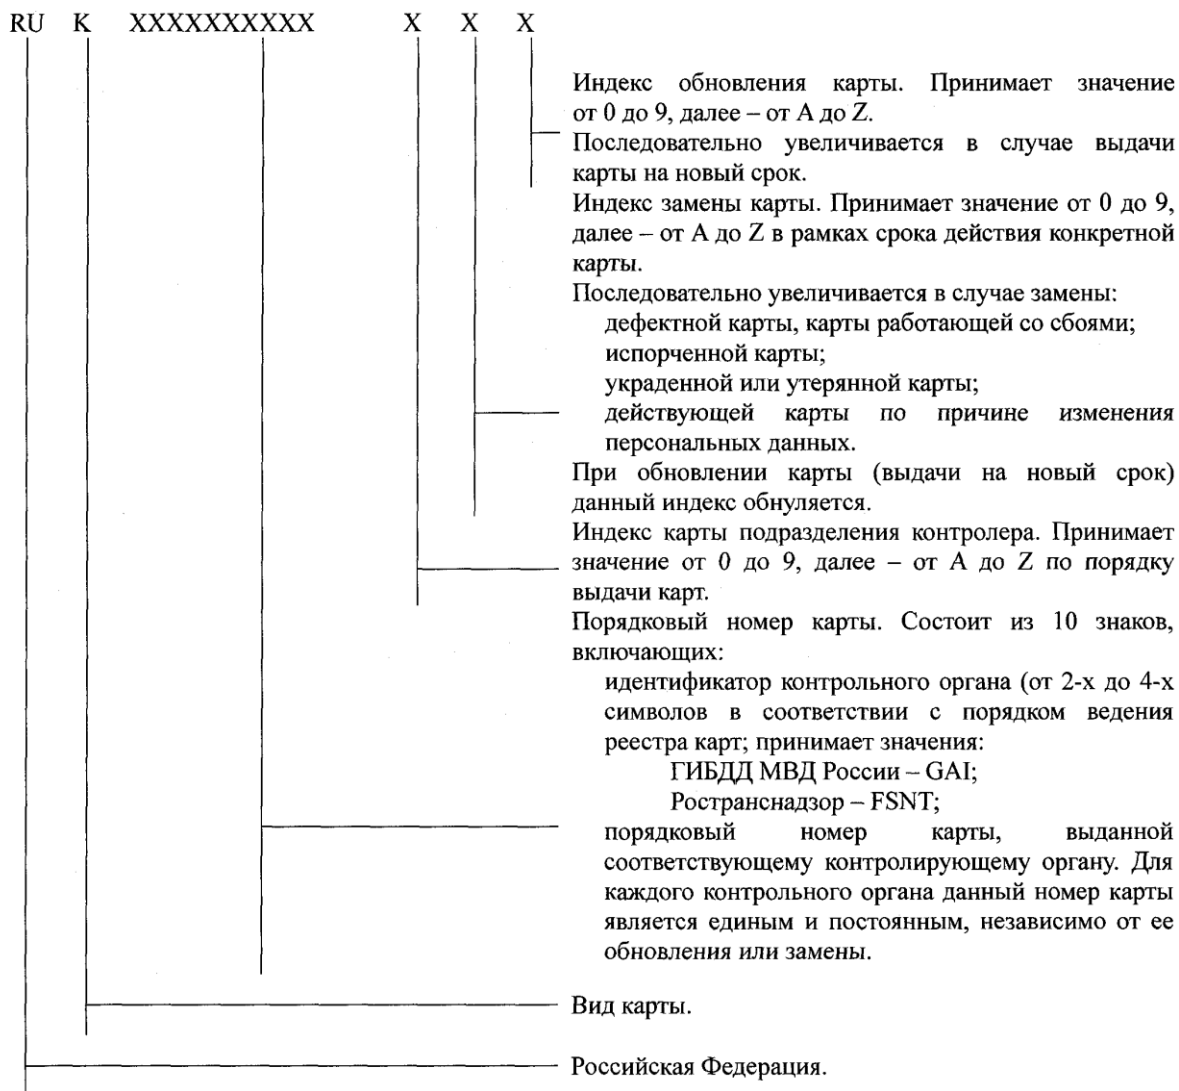 RU K XXXXXXXXXX X X X
Индекс обновления карты. Принимает значение
от 0 до 9, далее – от A до Z.
Последовательно увеличивается в случае выдачи
карты на новый срок.
Индекс замены карты. Принимает значение от 0 до 9,
далее – от A до Z в рамках срока действия конкретной
карты.
Последовательно увеличивается в случае замены:
дефектной карты, карты работающей со сбоями;
испорченной карты;
украденной или утерянной карты;
действующей карты по причине изменения
персональных данных.
При обновлении карты (выдачи на новый срок)
данный индекс обнуляется.
Индекс карты подразделения контролера. Принимает
значение от 0 до 9, далее – от A до Z по порядку
выдачи карт.
Порядковый номер карты. Состоит из 10 знаков,
включающих:
идентификатор контрольного органа (от 2-х до 4-х
символов в соответствии с порядком ведения
реестра карт; принимает значения:
ГИБДД МВД России – GAI;
Ространснадзор – FSNT;
порядковый номер карты, выданной
соответствующему контролирующему органу. Для
каждого контрольного органа данный номер карты
является единым и постоянным, независимо от ее
обновления или замены.
Вид карты.
Российская Федерация.